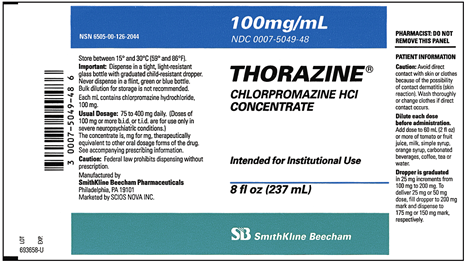 NSN 6505-00-126-2044
Store between 15° and 30°C (59° and 86°F).
Important: Dispense in a tight, light-resistant
glass bottle with graduated child-resistant dropper.
Never dispense in a flint, green or blue bottle.
Bulk dilution for storage is not recommended.
Each mL contains chlorpromazine hydrochloride,
100 mg.
Usual Dosage: 75 to 400 mg daily. (Doses of
100 mg or more b.i.d. or t.i.d. are for use only in
severe neuropsychiatric conditions.)
The concentrate is, mg for mg, therapeutically
equivalent to other oral dosage forms of the drug.
See accompanying prescribing information.
Caution: Federal law prohibits dispensing without
prescription.
Manufactured by
SmithKline Beecham Pharmaceuticals
Philadelphia, PA 19101
Marketed by SCIOS NOVA INC.
3 0007-5049-48 6
LOT
EXP.
693658-U
100mg/mL
NDC 0007-5049-48
THORAZINE®
CHLORPROMAZINE HCl
CONCENTRATE
Intended for Institutional Use
8 fl oz (237 mL)
SB SmithKline Beecham
PHARMACIST: DO NOT
REMOVE THIS PANEL
PATIENT INFORMATION
Caution: Avoid direct
contact with skin or clothes
because of the possibility
of contact dermatitis (skin
reaction). Wash thoroughly
or change clothes if direct
contact occurs.
Dilute each dose
before administration.
Add dose to 60 mL (2 fl oz)
or more of tomato or fruit
juice, milk, simple syrup,
orange syrup, carbonated
beverages, coffee, tea or
water.
Dropper is graduated
in 25 mg increments from
100 mg to 200 mg. To
deliver 25 mg or 50 mg
dose, fill dropper to 200
mg mark and dispense to
175 mg or 150 mg mark,
respectively.